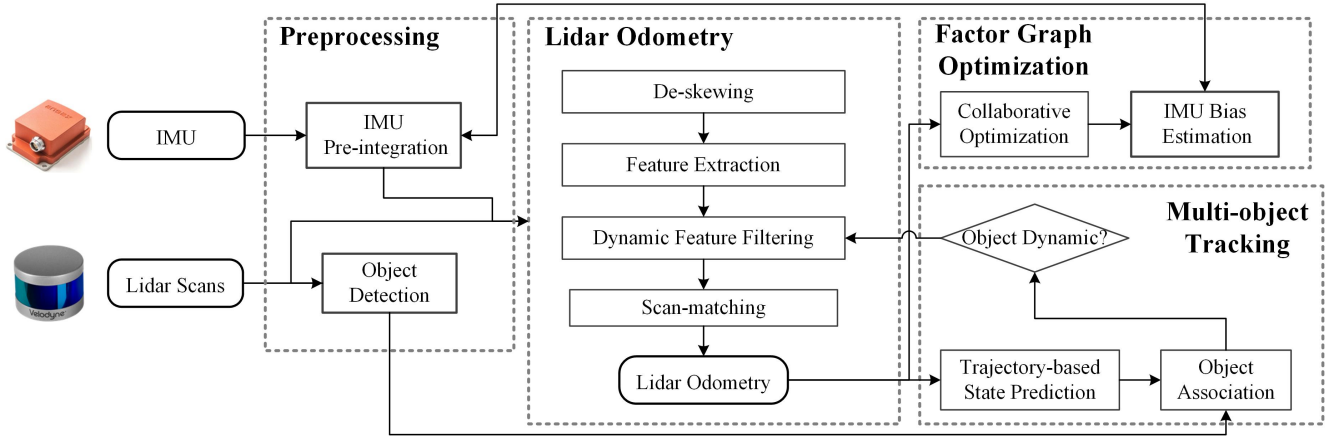 Preprocessing
Lidar Odometry
Factor Graph
Optimization
De-skewing
IMU
IMU
Pre-integration
Collaborative
Optimization
IMU Bias
Estimation
Feature Extraction
Multi-object
Tracking
Dynamic Feature Filtering
Object Dynamic?
Lidar Scans
Object
Detection
Velodyne
Scan-matching
Lidar Odometry
Trajectory-based
State Prediction
Object
Association